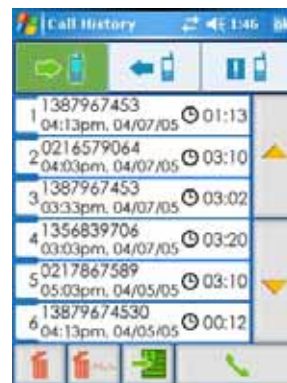 Call History 1:46 ok
1 1387967453 01:13
04:13pm, 04/07/05
2 0216579064 03:10
04:03pm, 04/07/05
3 1387967453 03:02
03:33pm, 04/07/05
4 1356839706 03:20
03:03pm, 04/07/05
5 0217867589 03:10
05:03pm, 04/05/05
6 13879674530 00:12
04:13pm, 04/05/05